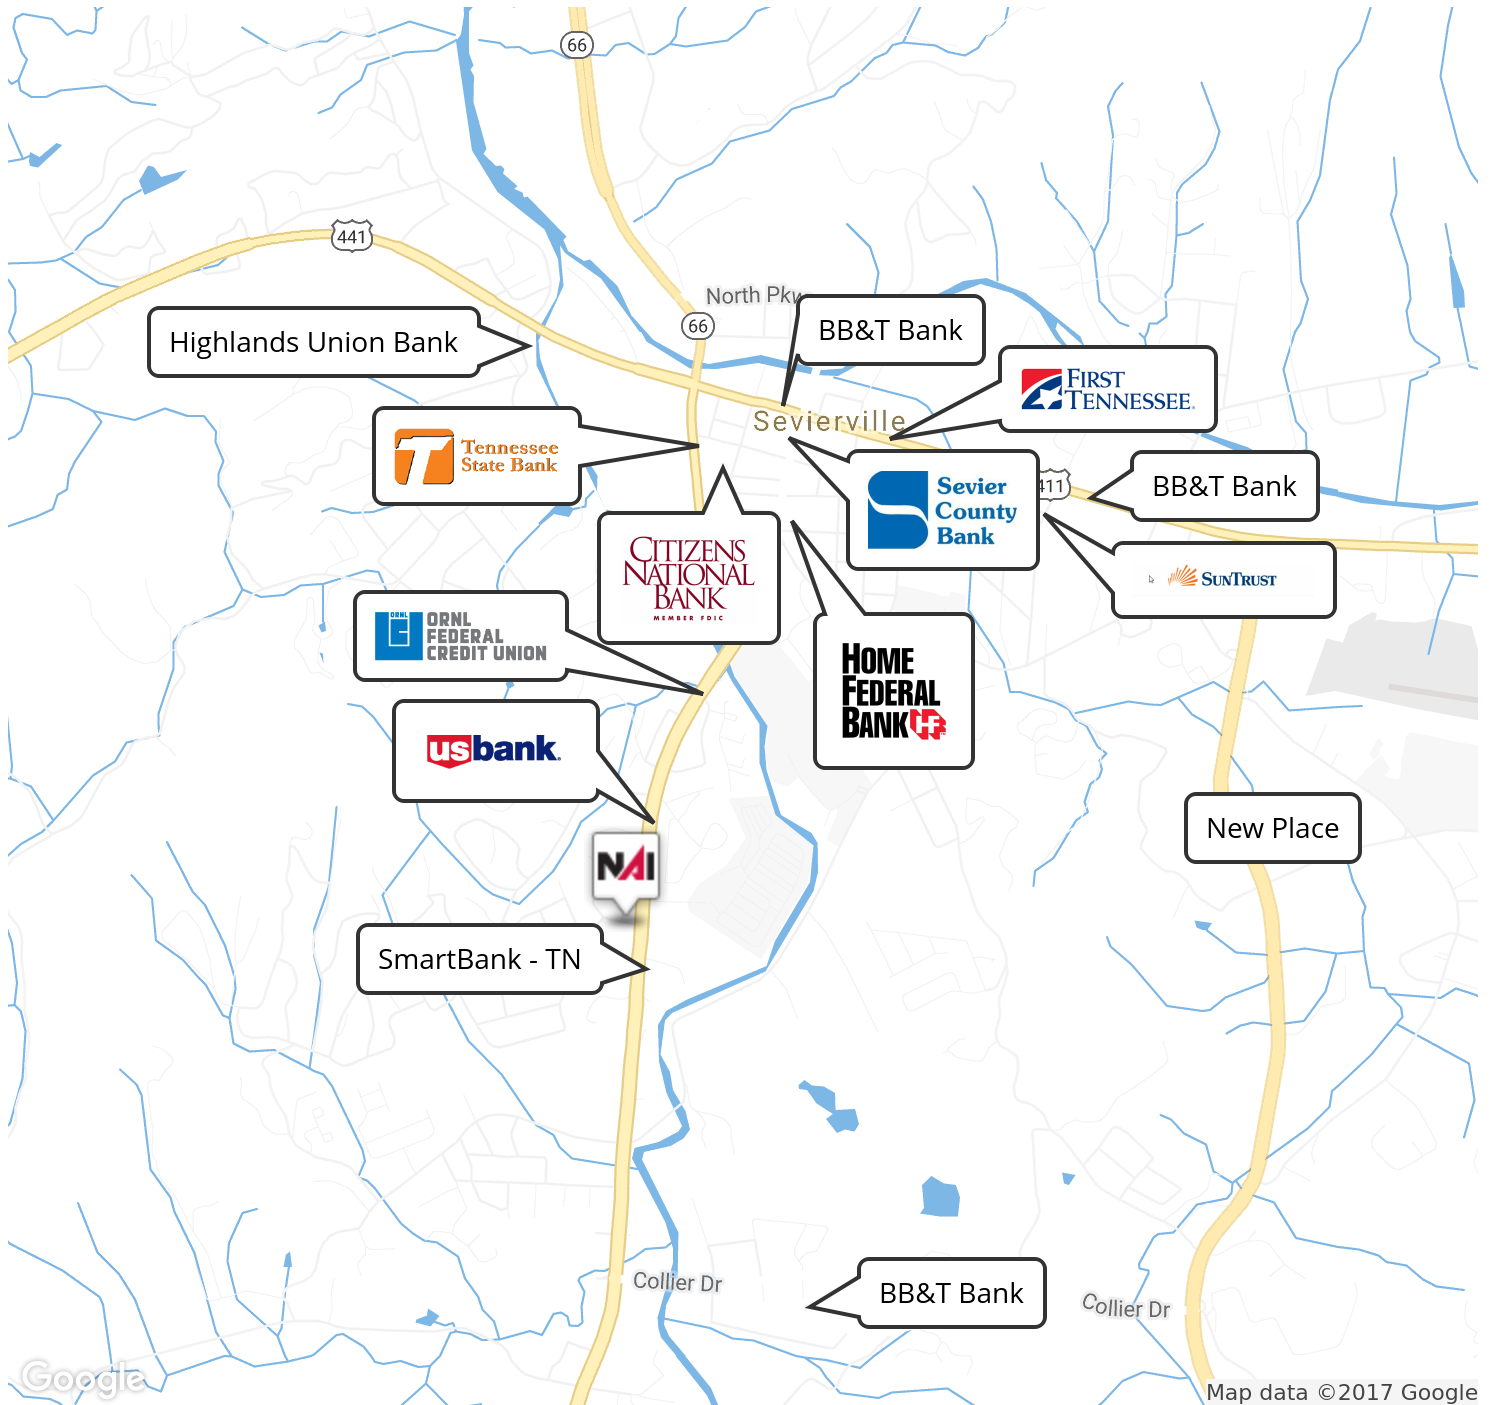 66
441
North Pkw
66
BB&T Bank
Highlands Union Bank
FIRST
TENNESSEE
Sevierville
Tennessee
State Bank
Sevier
County
Bank
411
BB&T Bank
CITIZENS
NATIONAL
BANK
MEMBER FDIC
SUNTRUST
ORNL
ORNL
FEDERAL
CREDIT UNION
HOME
FEDERAL
BANK
HF
usbank
New Place
NAI
SmartBank - TN
Collier Dr
BB&T Bank
Collier Dr
Google
Map data ©2017 Google